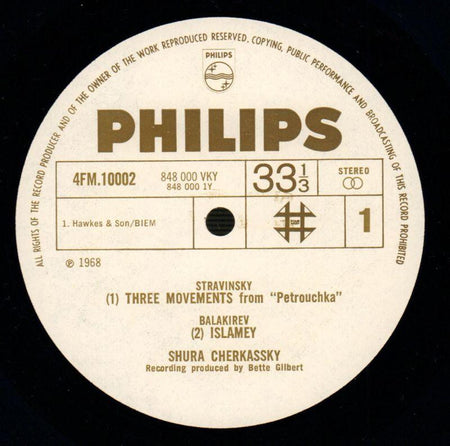 ALL RIGHTS OF THE RECORD PRODUCER AND OF THE OWNER OF THE WORK REPRODUCED RESERVED. COPYING, PUBLIC PERFORMANCE AND BROADCASTING OF THIS RECORD PROHIBITED
PHILIPS
PHILIPS
4FM.10002
848 000 VKY
848 000 1Y
33 1/3
STEREO
1. Hawkes & Son/BIEM
1
℗ 1968
STRAVINSKY
(1) THREE MOVEMENTS from "Petrouchka"
BALAKIREV
(2) ISLAMEY
SHURA CHERKASSKY
Recording produced by Bette Gilbert